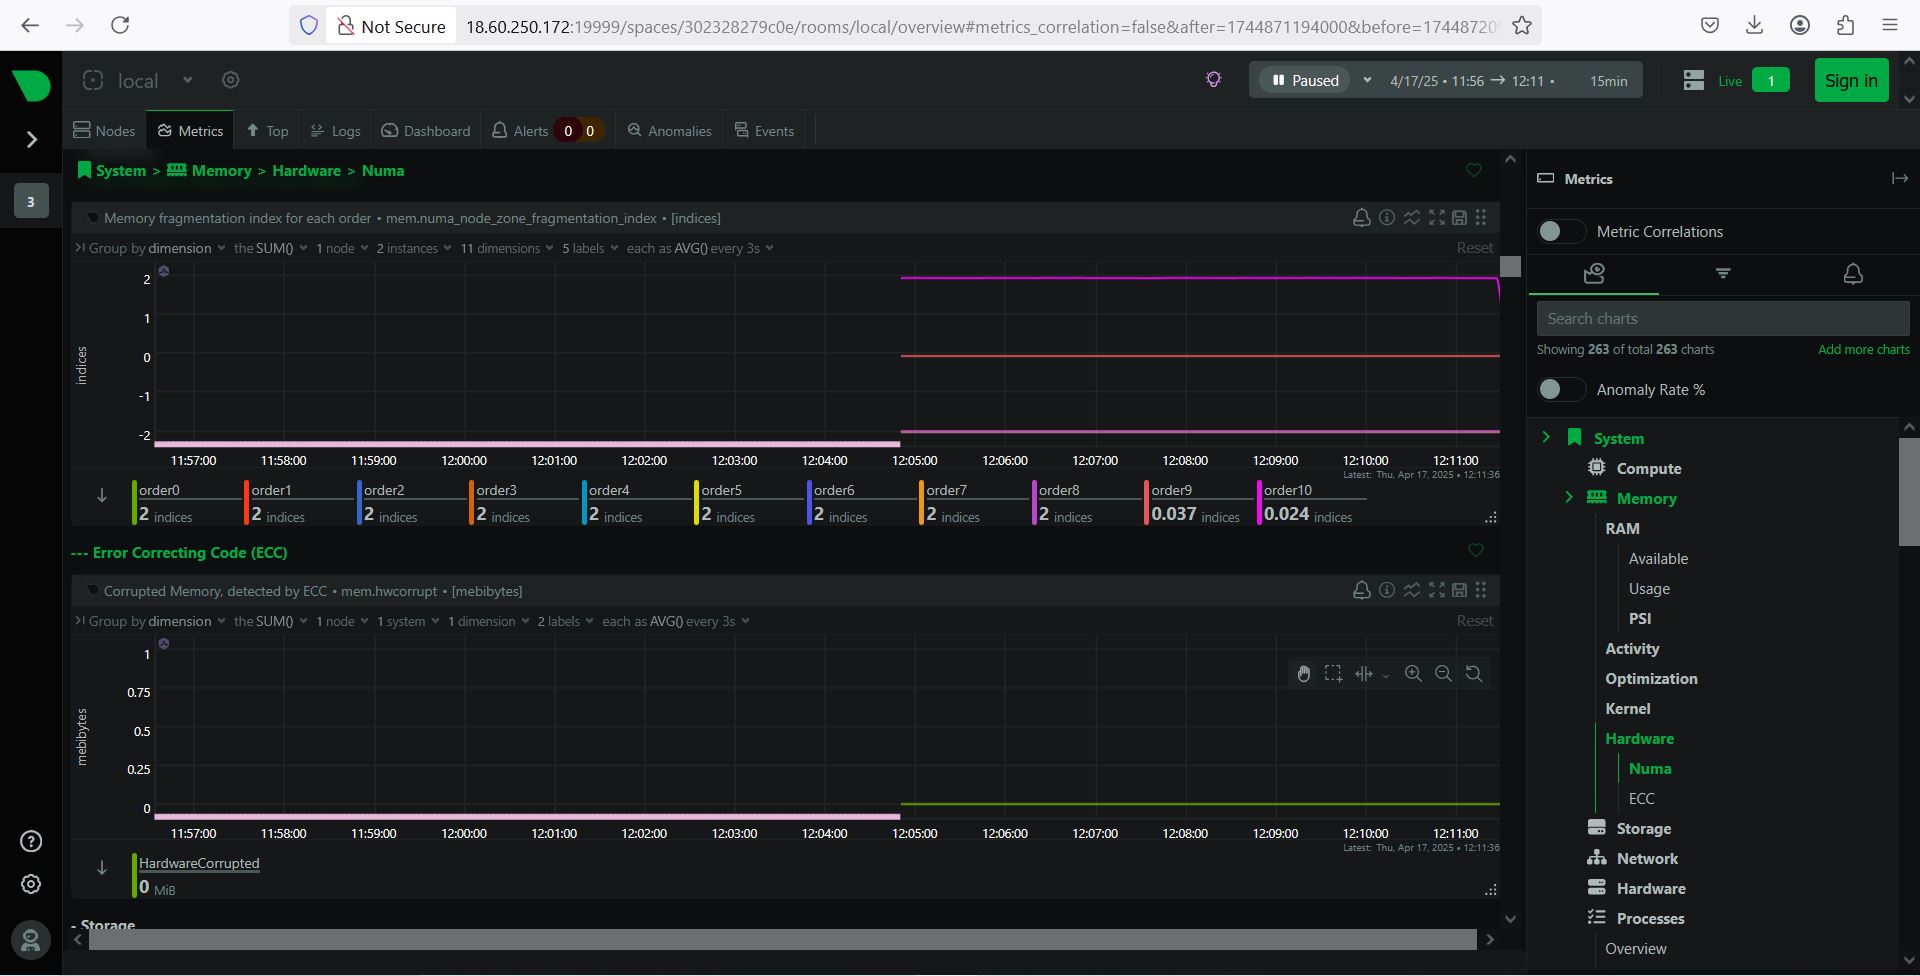 Not Secure 18.60.250.172:19999/spaces/302328279c0e/rooms/local/overview#metrics_correlation=false&after=1744871194000&before=174487209
local
Paused 4/17/25 • 11:56 → 12:11 • 15min
Live 1
Sign in
Nodes Metrics Top Logs Dashboard Alerts 0 0 Anomalies Events
3
System > Memory > Hardware > Numa
Memory fragmentation index for each order • mem.numa_node_zone_fragmentation_index • [indices]
Group by dimension the SUM() 1 node 2 instances 11 dimensions 5 labels each as AVG() every 3s Reset
2
1
0
-1
-2
indices
11:57:00 11:58:00 11:59:00 12:00:00 12:01:00 12:02:00 12:03:00 12:04:00 12:05:00 12:06:00 12:07:00 12:08:00 12:09:00 12:10:00 12:11:00
Latest: Thu, Apr 17, 2025 • 12:11:36
order0 order1 order2 order3 order4 order5 order6 order7 order8 order9 order10
2 indices 2 indices 2 indices 2 indices 2 indices 2 indices 2 indices 2 indices 2 indices 0.037 indices 0.024 indices
--- Error Correcting Code (ECC)
Corrupted Memory, detected by ECC • mem.hwcorrupt • [mebibytes]
Group by dimension the SUM() 1 node 1 system 1 dimension 2 labels each as AVG() every 3s Reset
1
0.75
0.5
0.25
0
mebibytes
11:57:00 11:58:00 11:59:00 12:00:00 12:01:00 12:02:00 12:03:00 12:04:00 12:05:00 12:06:00 12:07:00 12:08:00 12:09:00 12:10:00 12:11:00
Latest: Thu, Apr 17, 2025 • 12:11:36
HardwareCorrupted
0 MiB
- Storage
Metrics
Metric Correlations
Search charts
Showing 263 of total 263 charts Add more charts
Anomaly Rate %
System
Compute
Memory
RAM
Available
Usage
PSI
Activity
Optimization
Kernel
Hardware
Numa
ECC
Storage
Network
Hardware
Processes
Overview